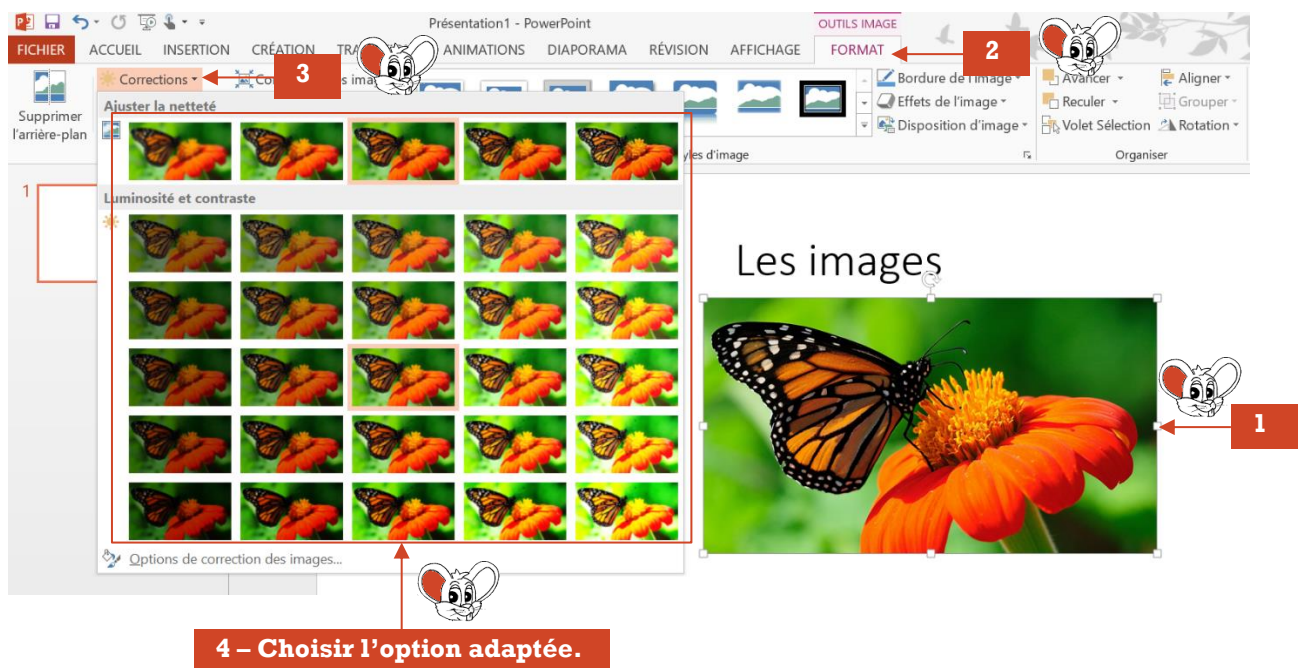 Présentation1 - PowerPoint
OUTILS IMAGE
FICHIER ACCUEIL INSERTION CRÉATION TRA ANIMATIONS DIAPORAMA RÉVISION AFFICHAGE FORMAT
2
Supprimer
l'arrière-plan
Corrections
3
Bordure de l'image
Effets de l'image
Disposition d'image
Avancer
Reculer
Volet Sélection
Aligner
Grouper
Rotation
d'image
Organiser
Ajuster la netteté
Luminosité et contraste
Options de correction des images...
1
Les images
1
4 – Choisir l'option adaptée.